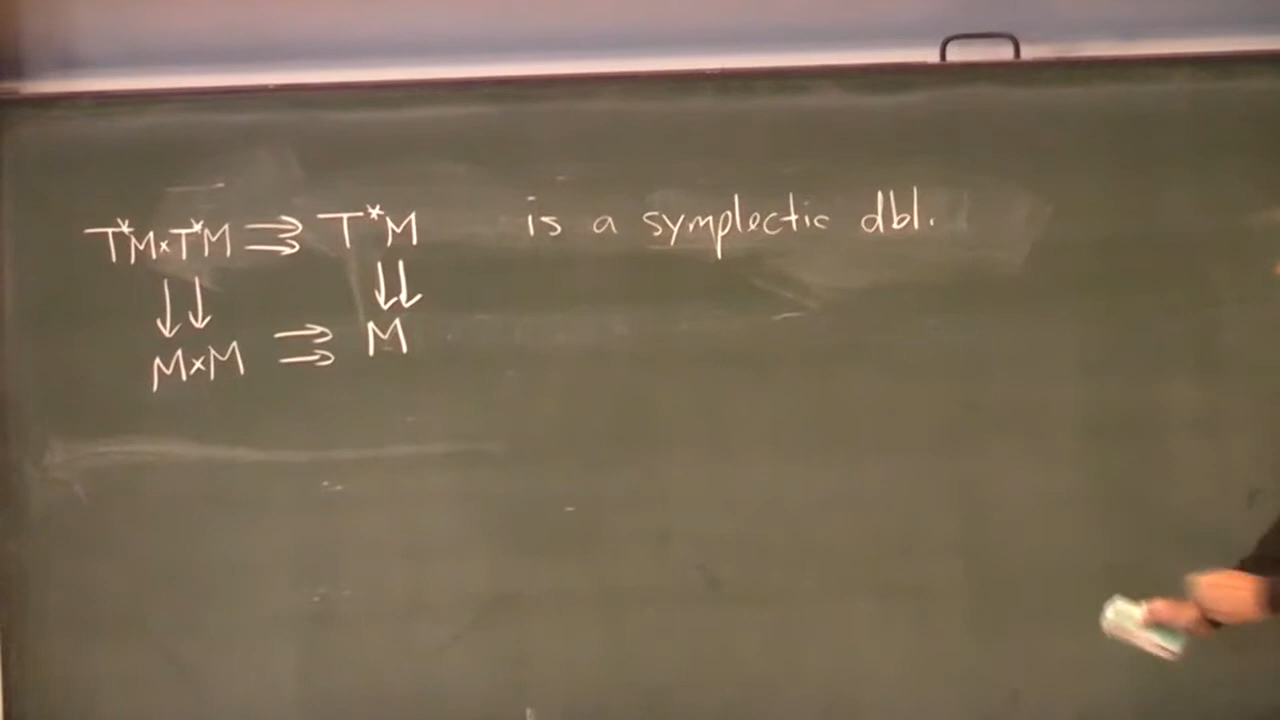 T*M×T*M ⇉ T*M is a symplectic dbl.
↓↓ ↓↓
M×M ⇉ M